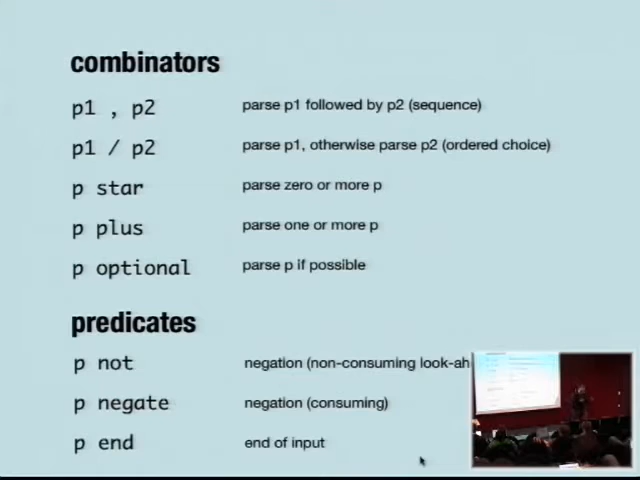 combinators
p1 , p2 parse p1 followed by p2 (sequence)
p1 / p2 parse p1, otherwise parse p2 (ordered choice)
p star parse zero or more p
p plus parse one or more p
p optional parse p if possible
predicates
p not negation (non-consuming look-ah
p negate negation (consuming)
p end end of input